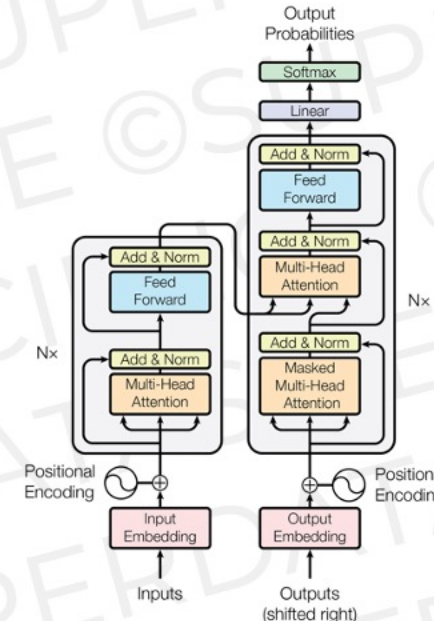 Output
Probabilities
Softmax
Linear
Add & Norm
Feed
Forward
Add & Norm
Multi-Head
Attention
Nx
Add & Norm
Masked
Multi-Head
Attention
Add & Norm
Feed
Forward
Nx
Add & Norm
Multi-Head
Attention
Positional
Encoding
Input
Embedding
Inputs
Positional
Encoding
Output
Embedding
Outputs
(shifted right)